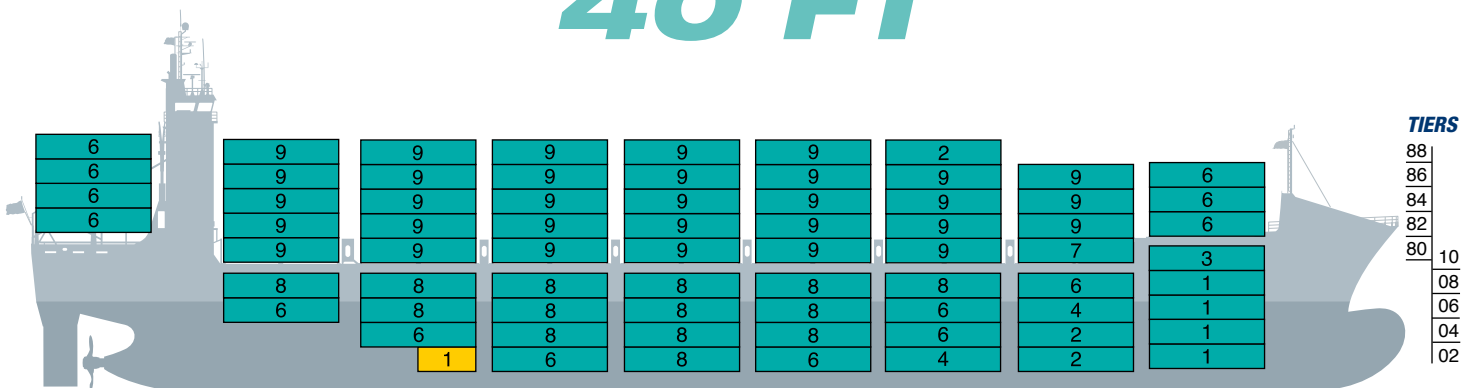 40 FT
TIERS
6 9 9 9 9 9 2 88
6 9 9 9 9 9 9 9 6 86
6 9 9 9 9 9 9 9 6 84
6 9 9 9 9 9 9 9 6 82
9 9 9 9 9 9 7 80
3 10
8 8 8 8 8 8 6 1 08
6 8 8 8 8 6 4 1 06
6 8 8 8 6 2 1 04
1 6 8 6 4 2 1 02